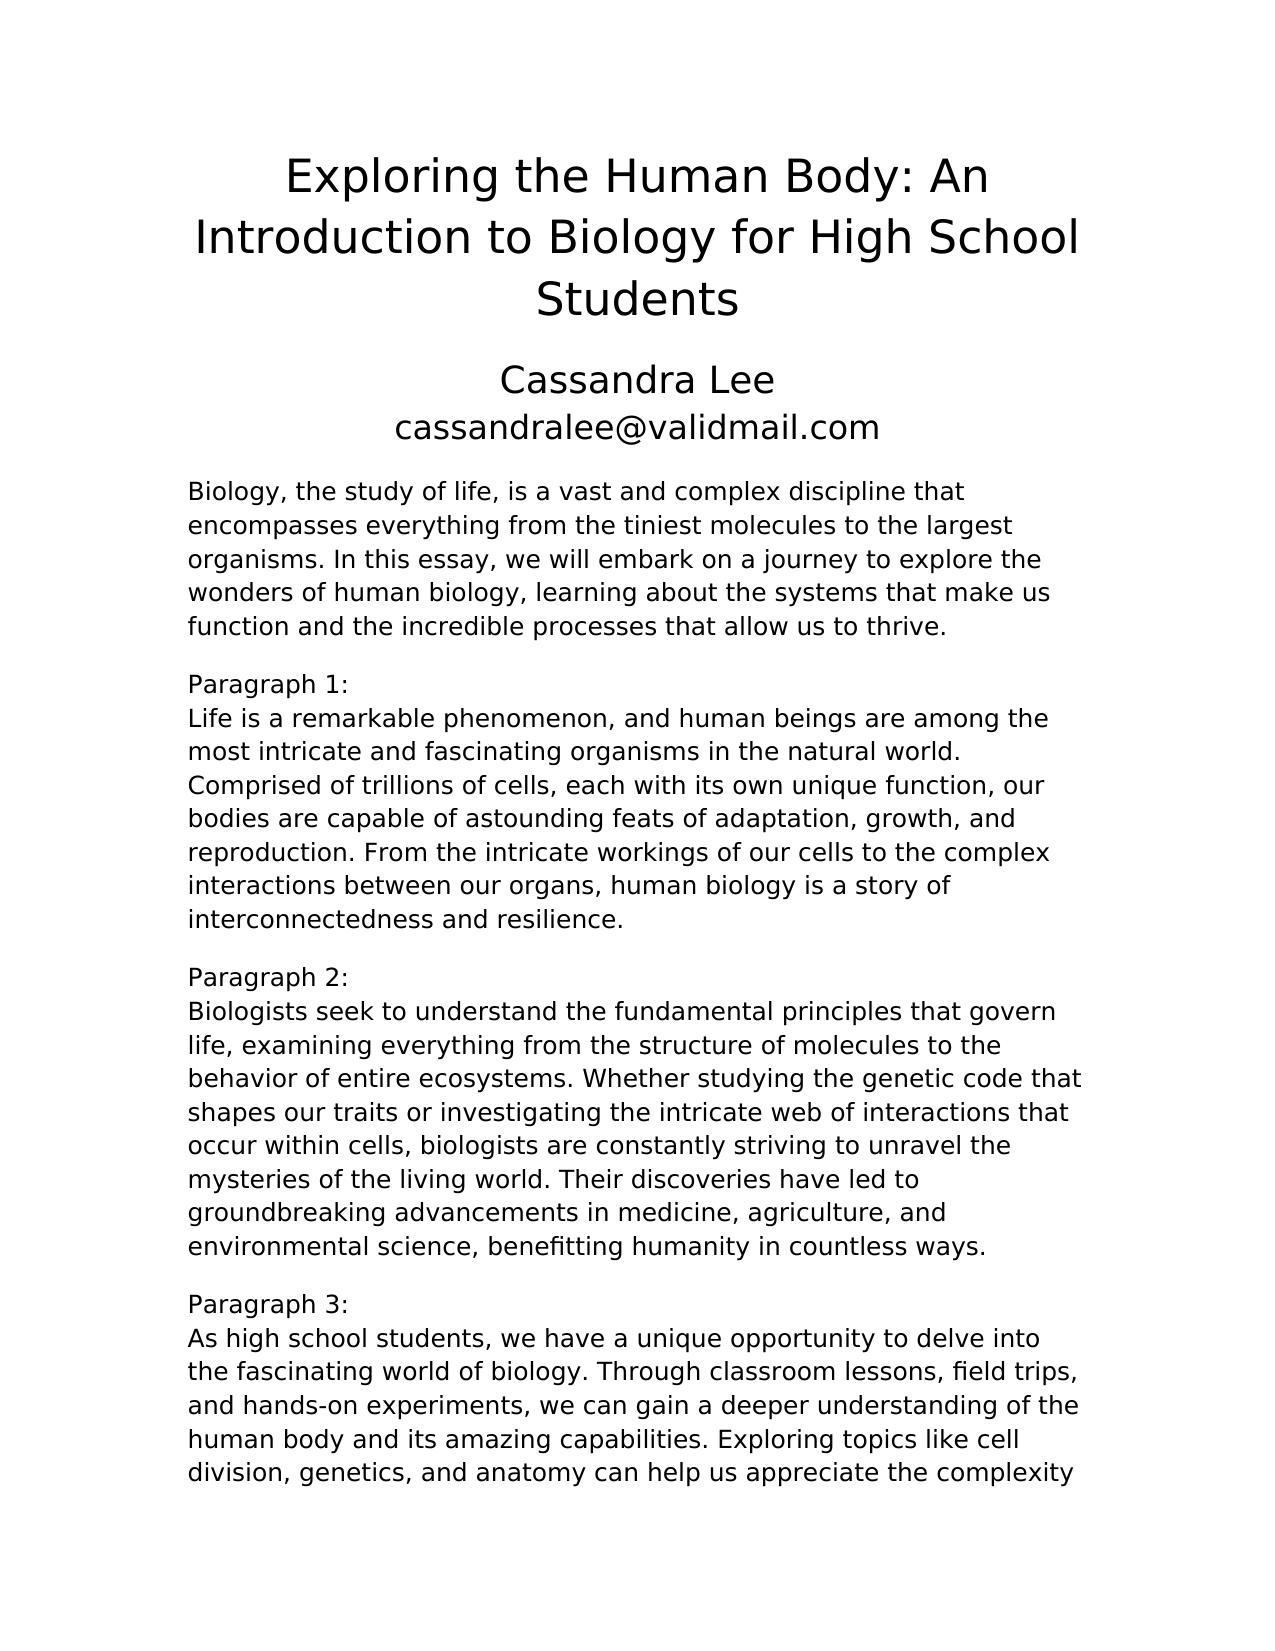 Exploring the Human Body: An
Introduction to Biology for High School
Students
Cassandra Lee
cassandralee@validmail.com
Biology, the study of life, is a vast and complex discipline that
encompasses everything from the tiniest molecules to the largest
organisms. In this essay, we will embark on a journey to explore the
wonders of human biology, learning about the systems that make us
function and the incredible processes that allow us to thrive.
Paragraph 1:
Life is a remarkable phenomenon, and human beings are among the
most intricate and fascinating organisms in the natural world.
Comprised of trillions of cells, each with its own unique function, our
bodies are capable of astounding feats of adaptation, growth, and
reproduction. From the intricate workings of our cells to the complex
interactions between our organs, human biology is a story of
interconnectedness and resilience.
Paragraph 2:
Biologists seek to understand the fundamental principles that govern
life, examining everything from the structure of molecules to the
behavior of entire ecosystems. Whether studying the genetic code that
shapes our traits or investigating the intricate web of interactions that
occur within cells, biologists are constantly striving to unravel the
mysteries of the living world. Their discoveries have led to
groundbreaking advancements in medicine, agriculture, and
environmental science, benefitting humanity in countless ways.
Paragraph 3:
As high school students, we have a unique opportunity to delve into
the fascinating world of biology. Through classroom lessons, field trips,
and hands-on experiments, we can gain a deeper understanding of the
human body and its amazing capabilities. Exploring topics like cell
division, genetics, and anatomy can help us appreciate the complexity